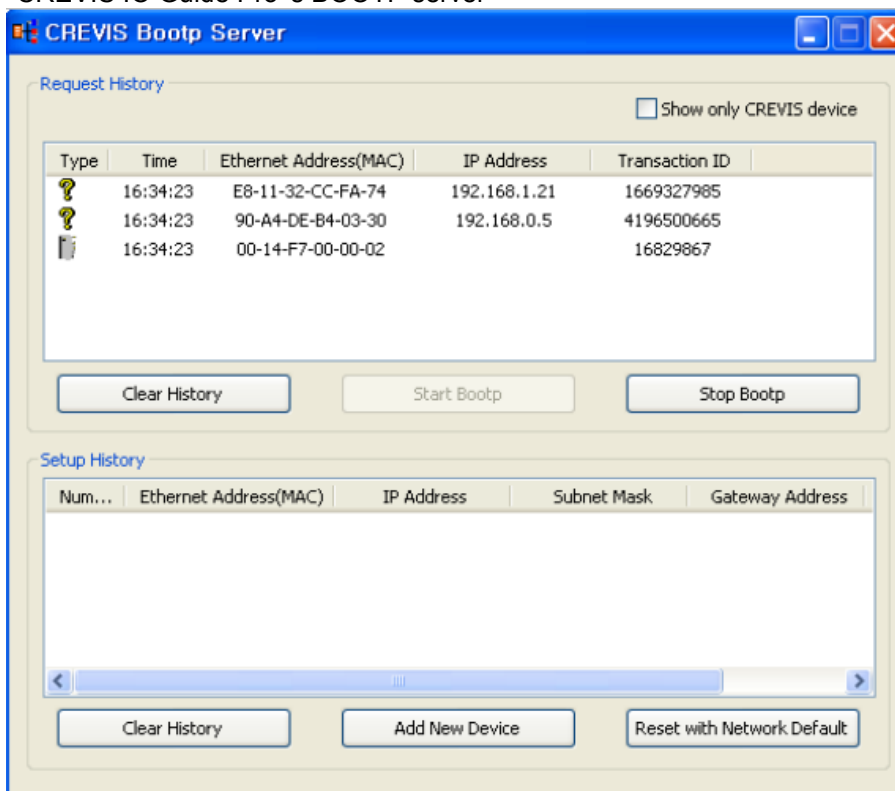 CREVIS Bootp Server
Request History
Show only CREVIS device
Type Time Ethernet Address(MAC) IP Address Transaction ID
16:34:23 E8-11-32-CC-FA-74 192.168.1.21 1669327985
16:34:23 90-A4-DE-B4-03-30 192.168.0.5 4196500665
16:34:23 00-14-F7-00-00-02 16829867
Clear History Start Bootp Stop Bootp
Setup History
Num... Ethernet Address(MAC) IP Address Subnet Mask Gateway Address
Clear History Add New Device Reset with Network Default